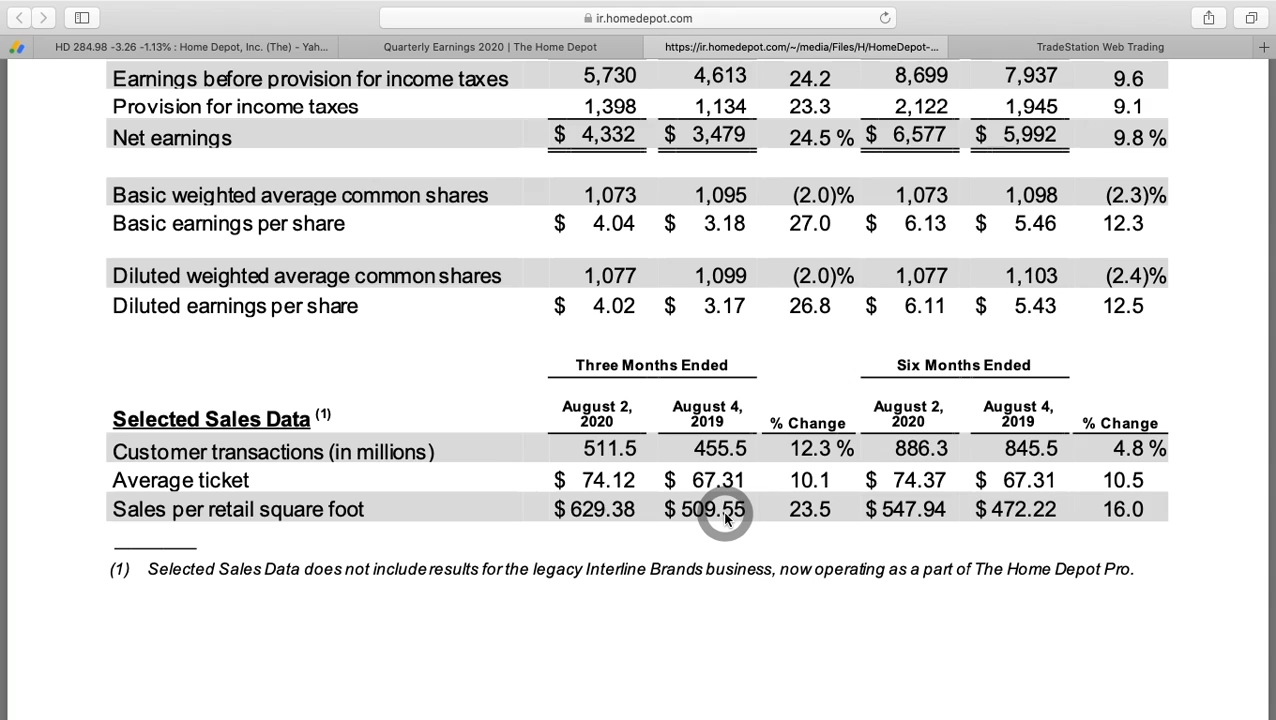 ir.homedepot.com
HD 284.98 -3.26 -1.13% : Home Depot, Inc. (The) - Yah...
Quarterly Earnings 2020 | The Home Depot
https://ir.homedepot.com/~/media/Files/H/HomeDepot-...
TradeStation Web Trading
Earnings before provision for income taxes 5,730 4,613 24.2 8,699 7,937 9.6
Provision for income taxes 1,398 1,134 23.3 2,122 1,945 9.1
Net earnings $ 4,332 $ 3,479 24.5 % $ 6,577 $ 5,992 9.8 %
Basic weighted average common shares 1,073 1,095 (2.0)% 1,073 1,098 (2.3)%
Basic earnings per share $ 4.04 $ 3.18 27.0 $ 6.13 $ 5.46 12.3
Diluted weighted average common shares 1,077 1,099 (2.0)% 1,077 1,103 (2.4)%
Diluted earnings per share $ 4.02 $ 3.17 26.8 $ 6.11 $ 5.43 12.5
Three Months Ended Six Months Ended
August 2, August 4, August 2, August 4,
Selected Sales Data (1) 2020 2019 % Change 2020 2019 % Change
Customer transactions (in millions) 511.5 455.5 12.3 % 886.3 845.5 4.8 %
Average ticket $ 74.12 $ 67.31 10.1 $ 74.37 $ 67.31 10.5
Sales per retail square foot $ 629.38 $ 509.55 23.5 $ 547.94 $ 472.22 16.0
(1) Selected Sales Data does not include results for the legacy Interline Brands business, now operating as a part of The Home Depot Pro.